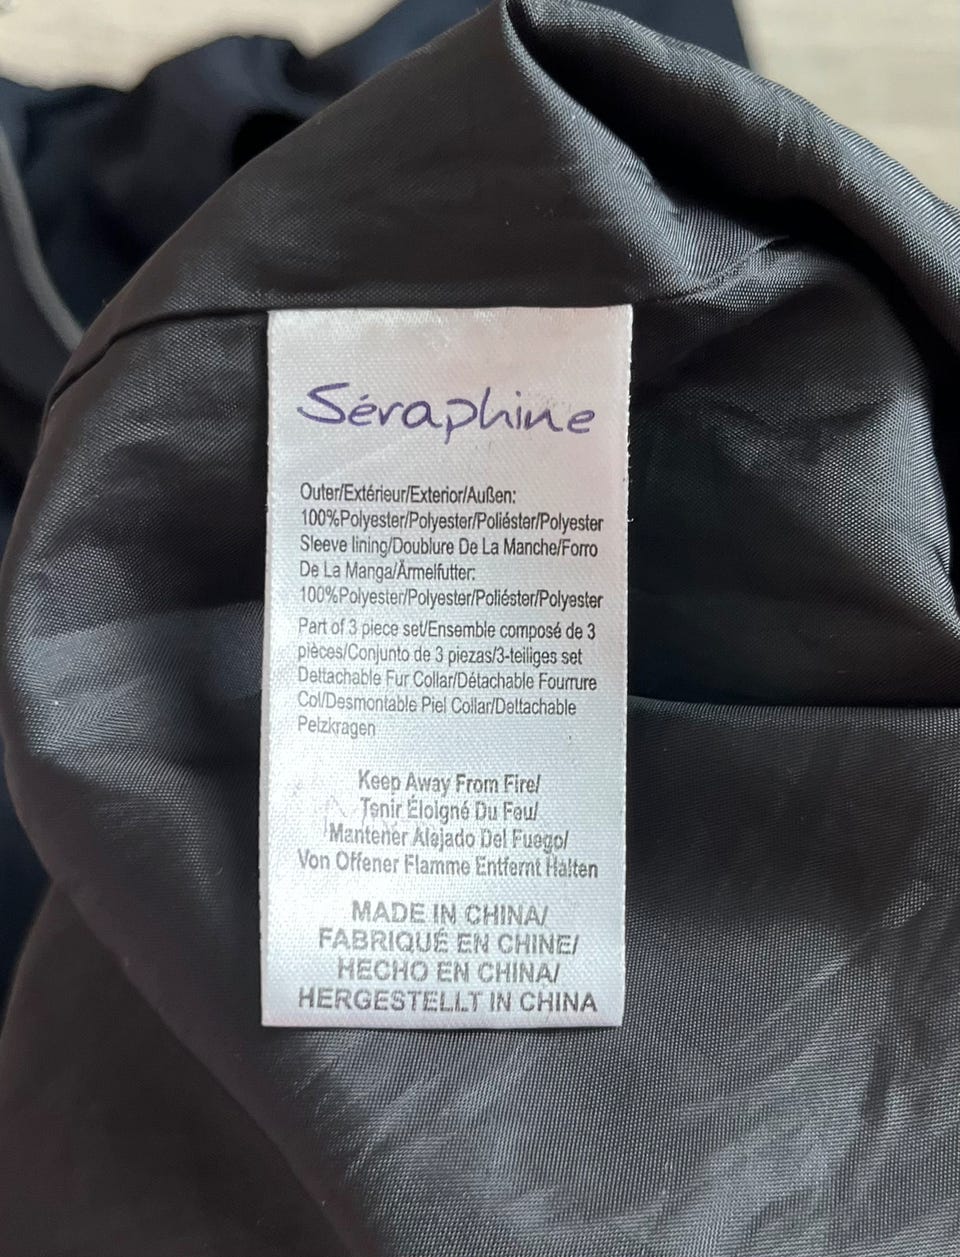 Séraphine
Outer/Extérieur/Exterior/Außen:
100%Polyester/Polyester/Poliéster/Polyester
Sleeve lining/Doublure De La Manche/Forro
De La Manga/Ärmelfutter:
100%Polyester/Polyester/Poliéster/Polyester
Part of 3 piece set/Ensemble composé de 3
pièces/Conjunto de 3 piezas/3-teiliges set
Dettachable Fur Collar/Détachable Fourrure
Col/Desmontable Piel Collar/Dettachable
Pelzkragen
Keep Away From Fire/
Tenir Éloigné Du Feu/
Mantener Alejado Del Fuego/
Von Offener Flamme Entfernt Halten
MADE IN CHINA/
FABRIQUÉ EN CHINE/
HECHO EN CHINA/
HERGESTELLT IN CHINA